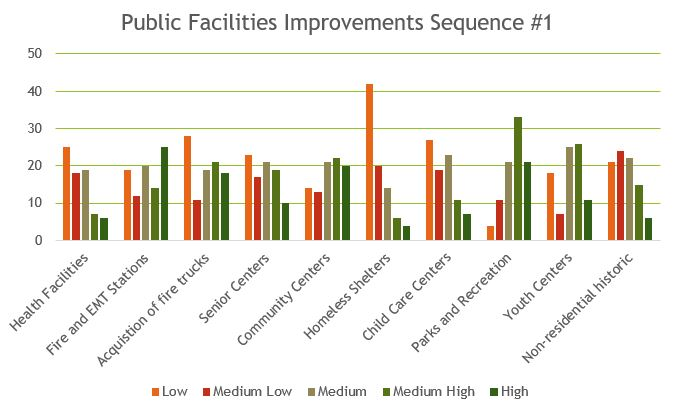 Public Facilities Improvements Sequence #1
50
40
30
20
10
0
Health Facilities
Fire and EMT Stations
Acquistion of fire trucks
Senior Centers
Community Centers
Homeless Shelters
Child Care Centers
Parks and Recreation
Youth Centers
Non-residential historic
Low Medium Low Medium Medium High High